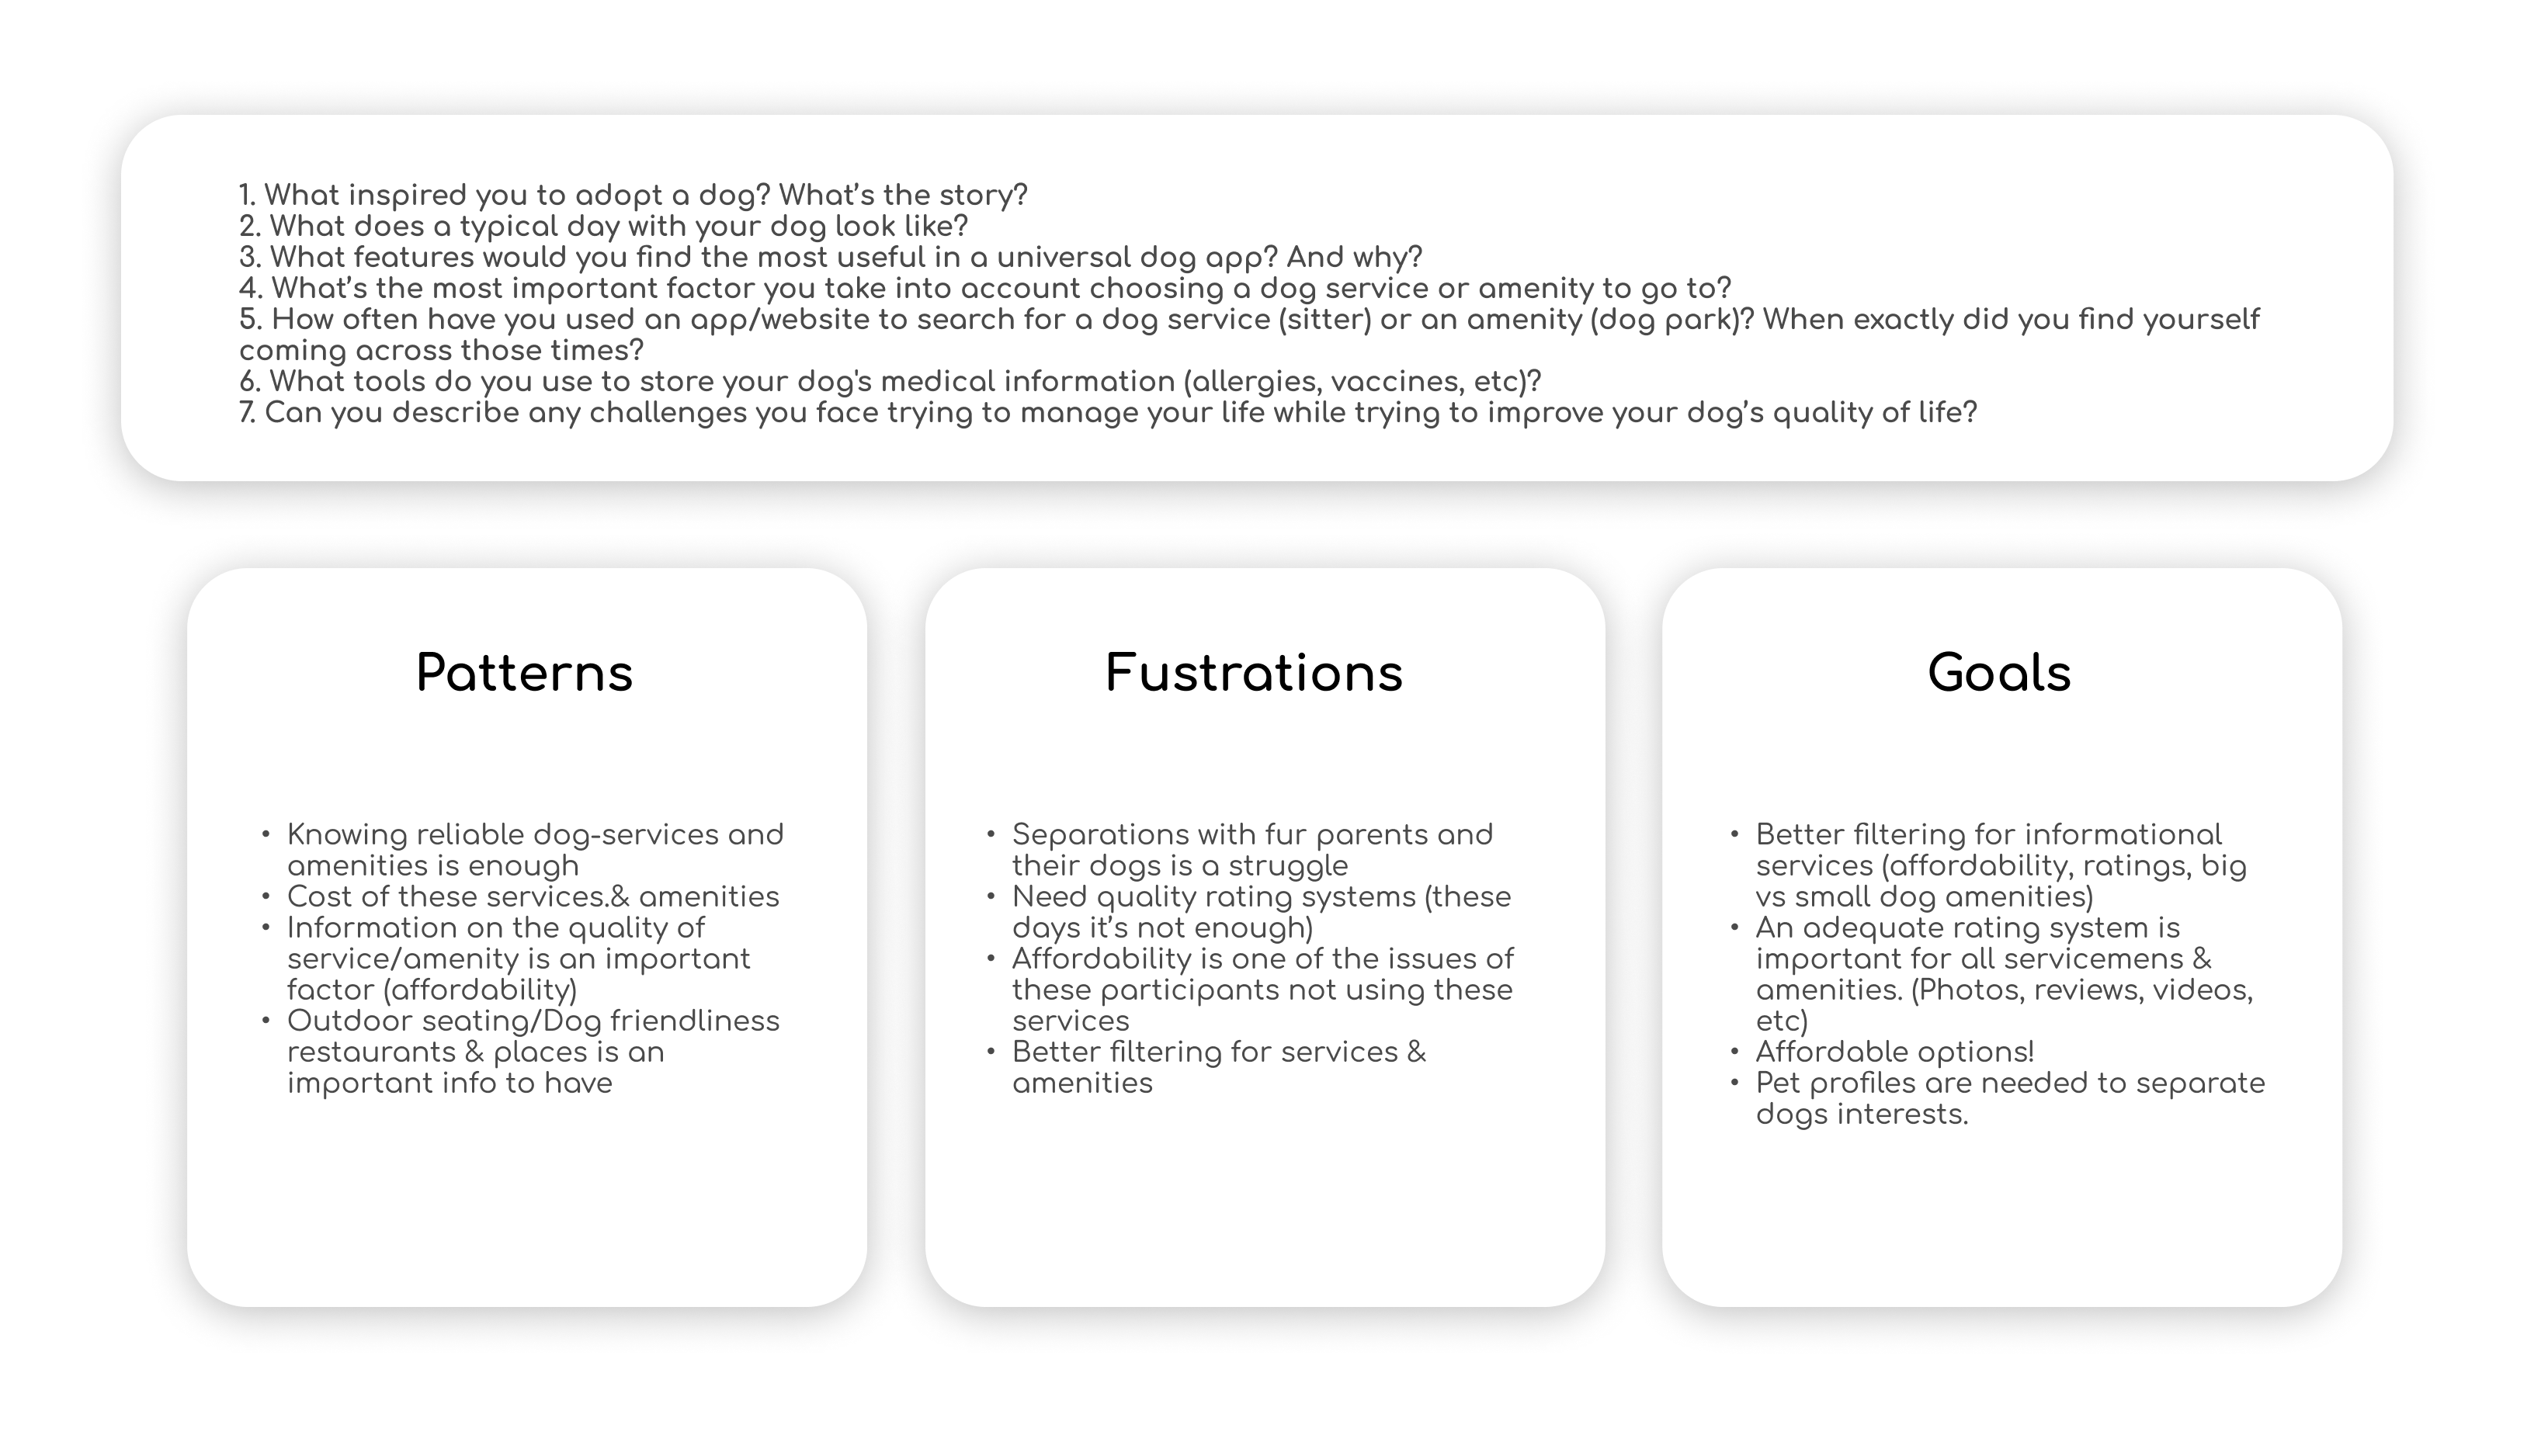 1. What inspired you to adopt a dog? What’s the story?
2. What does a typical day with your dog look like?
3. What features would you find the most useful in a universal dog app? And why?
4. What’s the most important factor you take into account choosing a dog service or amenity to go to?
5. How often have you used an app/website to search for a dog service (sitter) or an amenity (dog park)? When exactly did you find yourself
coming across those times?
6. What tools do you use to store your dog's medical information (allergies, vaccines, etc)?
7. Can you describe any challenges you face trying to manage your life while trying to improve your dog’s quality of life?
Patterns
• Knowing reliable dog-services and
amenities is enough
• Cost of these services.& amenities
• Information on the quality of
service/amenity is an important
factor (affordability)
• Outdoor seating/Dog friendliness
restaurants & places is an
important info to have
Fustrations
• Separations with fur parents and
their dogs is a struggle
• Need quality rating systems (these
days it’s not enough)
• Affordability is one of the issues of
these participants not using these
services
• Better filtering for services &
amenities
Goals
• Better filtering for informational
services (affordability, ratings, big
vs small dog amenities)
• An adequate rating system is
important for all servicemens &
amenities. (Photos, reviews, videos,
etc)
• Affordable options!
• Pet profiles are needed to separate
dogs interests.